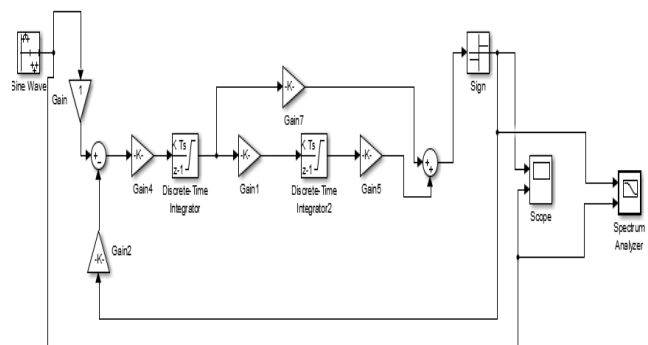 Sine Wave
1
Gain
+
-
-K-
Gain4
K Ts
z-1
Discrete-Time
Integrator
-K-
Gain1
K Ts
z-1
Discrete-Time
Integrator2
-K-
Gain5
-K-
Gain7
+
+
Sign
-K-
Gain2
Scope
Spectrum
Analyzer